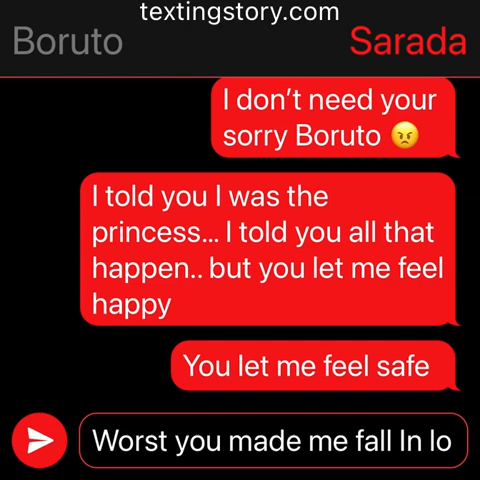 textingstory.com
Boruto Sarada
I don’t need your
sorry Boruto 😠
I told you I was the
princess... I told you all that
happen.. but you let me feel
happy
You let me feel safe
Worst you made me fall In lo